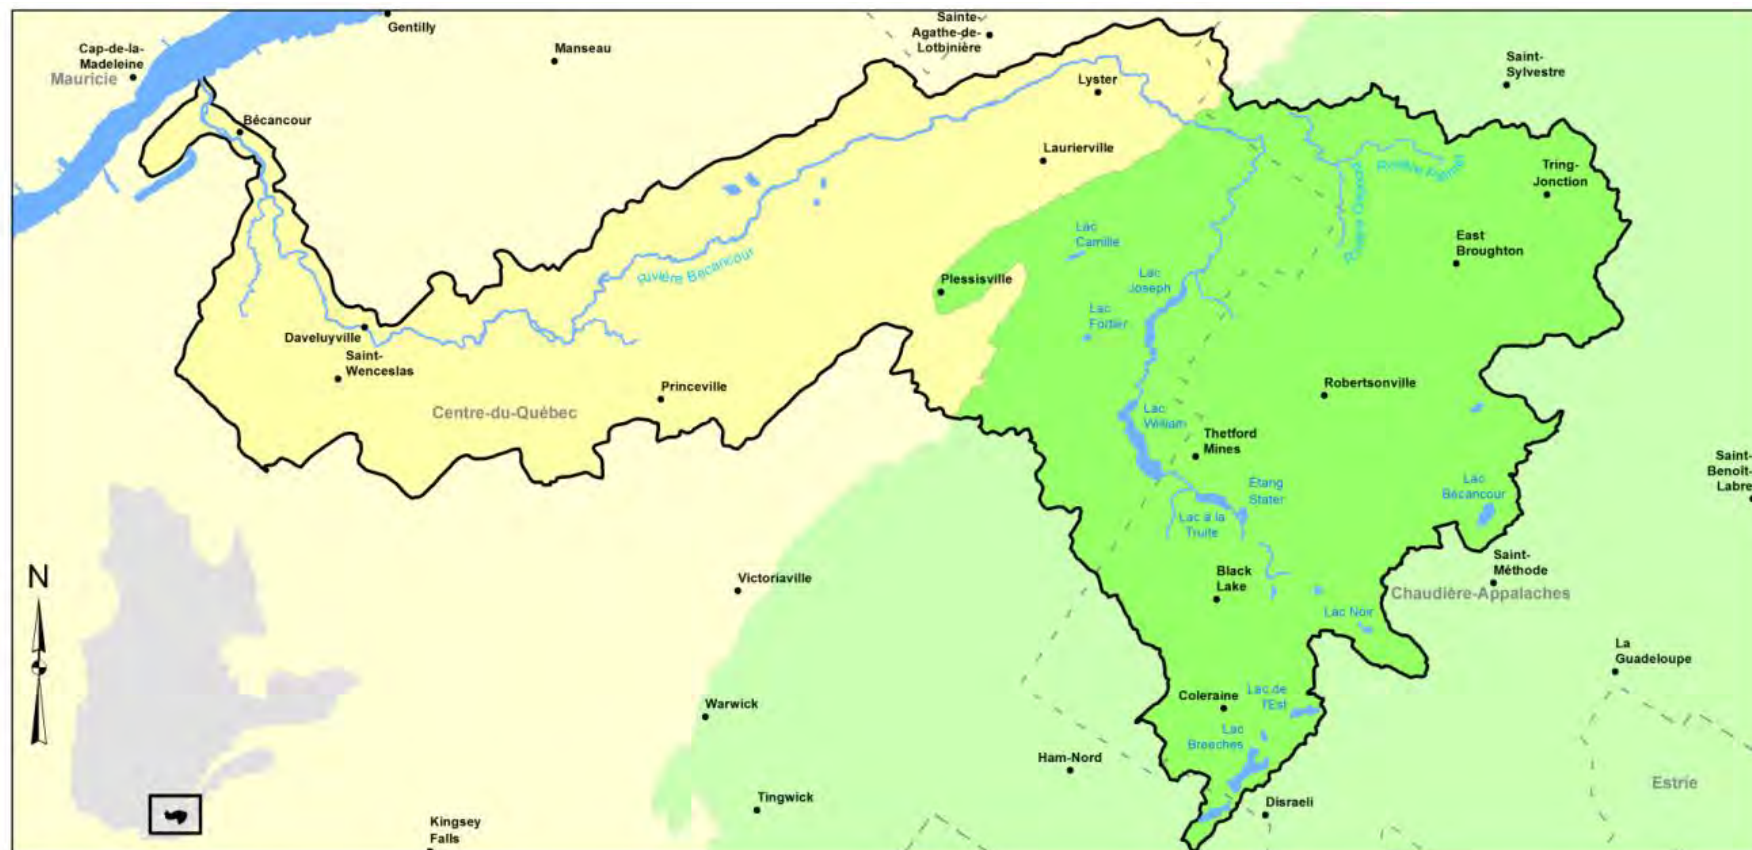 Gentilly
Sainte-
Agathe-de-
Lotbinière
Cap-de-la-
Madeleine
Mauricie
Manseau
Saint-
Sylvestre
Lyster
Bécancour
Laurierville
Tring-
Jonction
Rivière Palmer
Lac
Camille
East
Broughton
Rivière Bécancour
Plessisville
Lac
Joseph
Lac
Fortier
Daveluyville
Saint-
Wenceslas
Princeville
Centre-du-Québec
Robertsonville
Lac
William
Thetford
Mines
Saint-
Benoît-
Labre
Étang
Stater
Lac
Bécancour
Lac à la
Truite
Saint-
Méthode
Black
Lake
Victoriaville
N
Chaudière-Appalaches
Lac Noir
La
Guadeloupe
Coleraine
Lac de
l'Est
Warwick
Lac
Breeches
Ham-Nord
Estrie
Tingwick
Disraeli
Kingsey
Falls